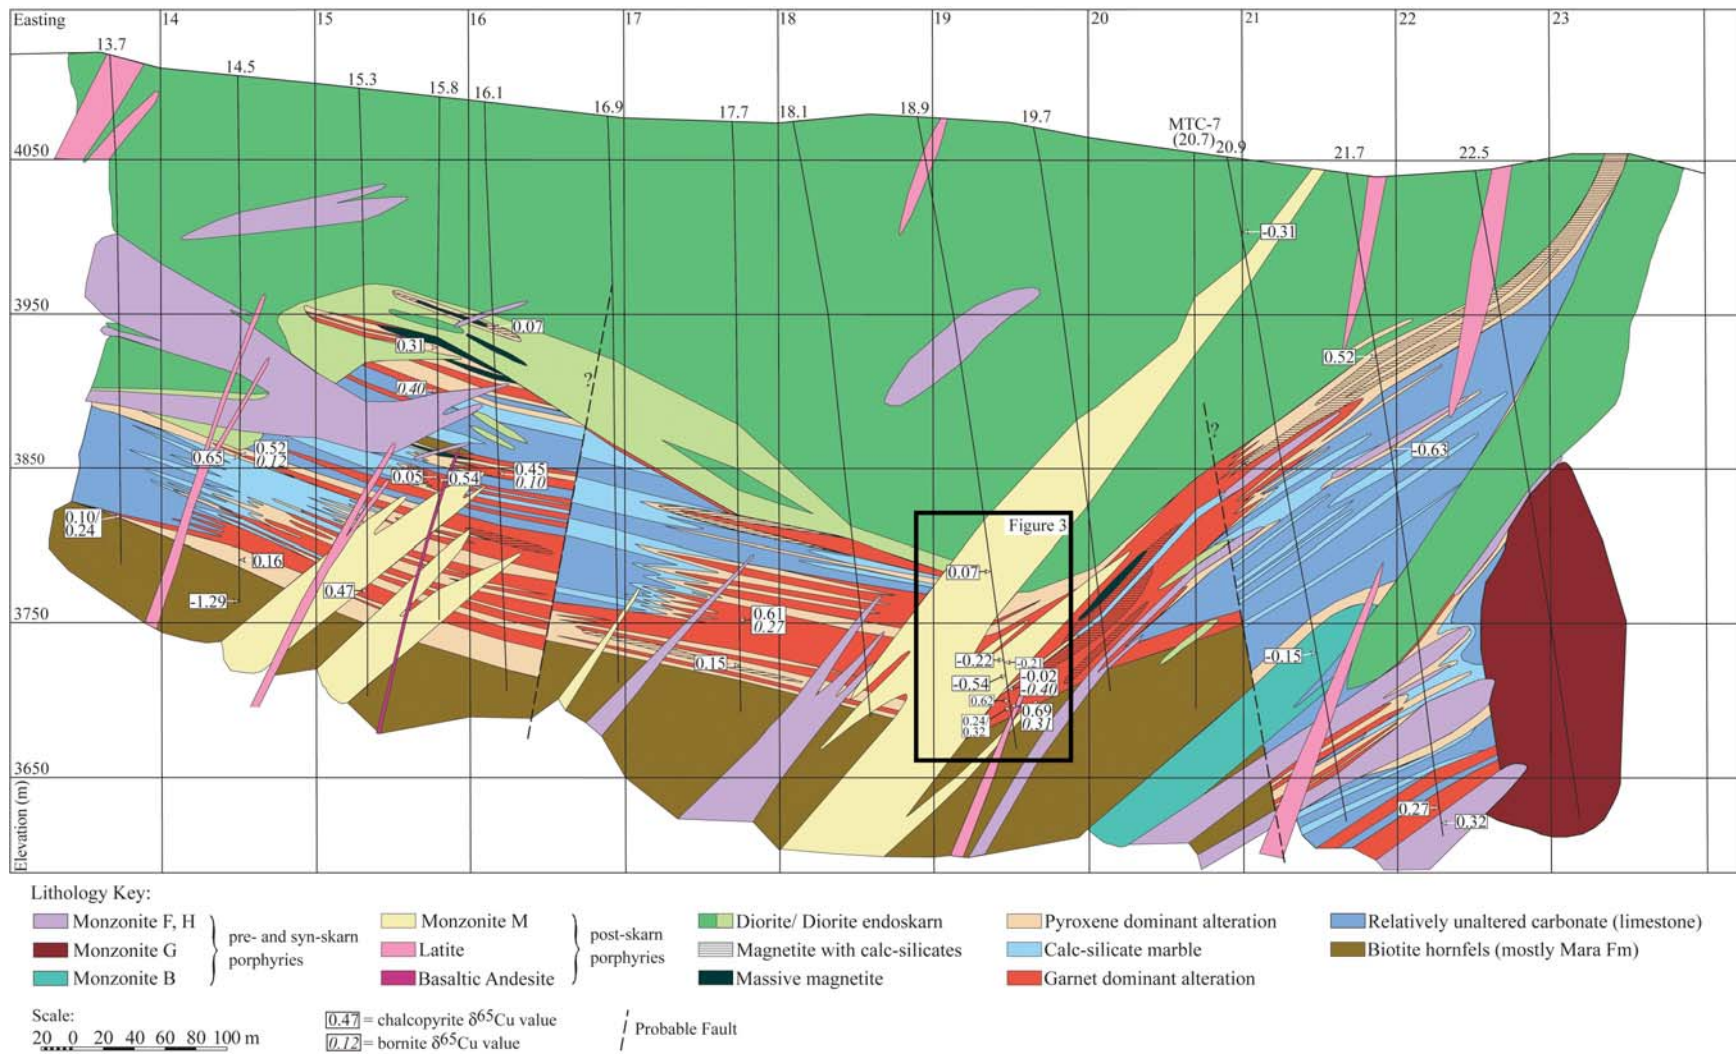 Easting 14 15 16 17 18 19 20 21 22 23
13.7 14.5 15.3 15.8 16.1 16.9 17.7 18.1 18.9 19.7 MTC-7 (20.7) 20.9 21.7 22.5
4050
-0.31
3950
0.07
0.31
0.52
0.40
?
?
3850
0.65
0.52
0.12
0.05
0.54
0.45
0.10
-0.63
0.10/
0.24
Figure 3
0.16
-1.29
0.47
0.07
3750
0.61
0.27
0.15
-0.22
-0.21
-0.02
-0.40
-0.54
0.62
0.69
0.31
0.24
0.32
-0.15
3650
0.27
0.32
Elevation (m)
Lithology Key:
Monzonite F, H
Monzonite G
Monzonite B
pre- and syn-skarn
porphyries
Monzonite M
Latite
Basaltic Andesite
post-skarn
porphyries
Diorite/ Diorite endoskarn
Magnetite with calc-silicates
Massive magnetite
Pyroxene dominant alteration
Calc-silicate marble
Garnet dominant alteration
Relatively unaltered carbonate (limestone)
Biotite hornfels (mostly Mara Fm)
Scale:
20 0 20 40 60 80 100 m
0.47 = chalcopyrite δ⁶⁵Cu value
0.12 = bornite δ⁶⁵Cu value
Probable Fault